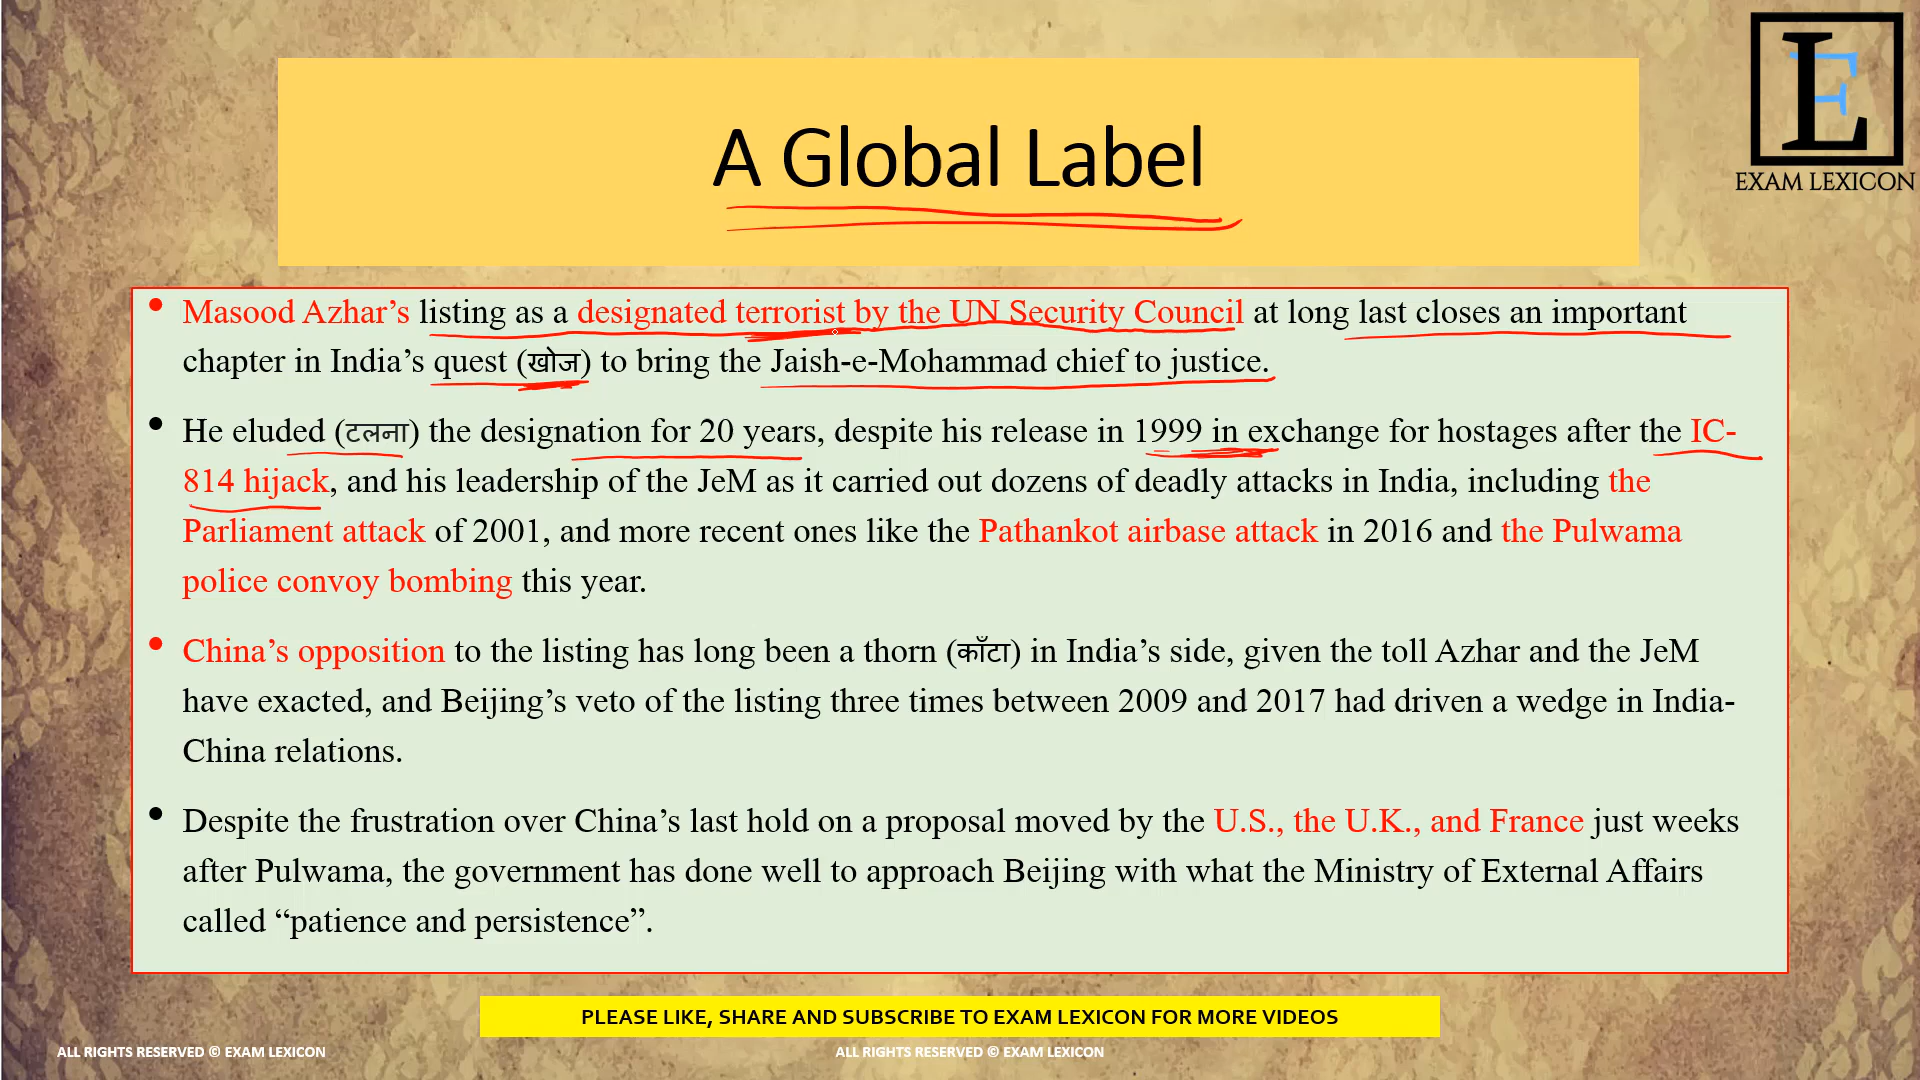 A Global Label
EXAM LEXICON
• Masood Azhar’s listing as a designated terrorist by the UN Security Council at long last closes an important
chapter in India’s quest (खोज) to bring the Jaish-e-Mohammad chief to justice.
• He eluded (टलना) the designation for 20 years, despite his release in 1999 in exchange for hostages after the IC-
814 hijack, and his leadership of the JeM as it carried out dozens of deadly attacks in India, including the
Parliament attack of 2001, and more recent ones like the Pathankot airbase attack in 2016 and the Pulwama
police convoy bombing this year.
• China’s opposition to the listing has long been a thorn (काँटा) in India’s side, given the toll Azhar and the JeM
have exacted, and Beijing’s veto of the listing three times between 2009 and 2017 had driven a wedge in India-
China relations.
• Despite the frustration over China’s last hold on a proposal moved by the U.S., the U.K., and France just weeks
after Pulwama, the government has done well to approach Beijing with what the Ministry of External Affairs
called “patience and persistence”.
PLEASE LIKE, SHARE AND SUBSCRIBE TO EXAM LEXICON FOR MORE VIDEOS
ALL RIGHTS RESERVED © EXAM LEXICON
ALL RIGHTS RESERVED © EXAM LEXICON